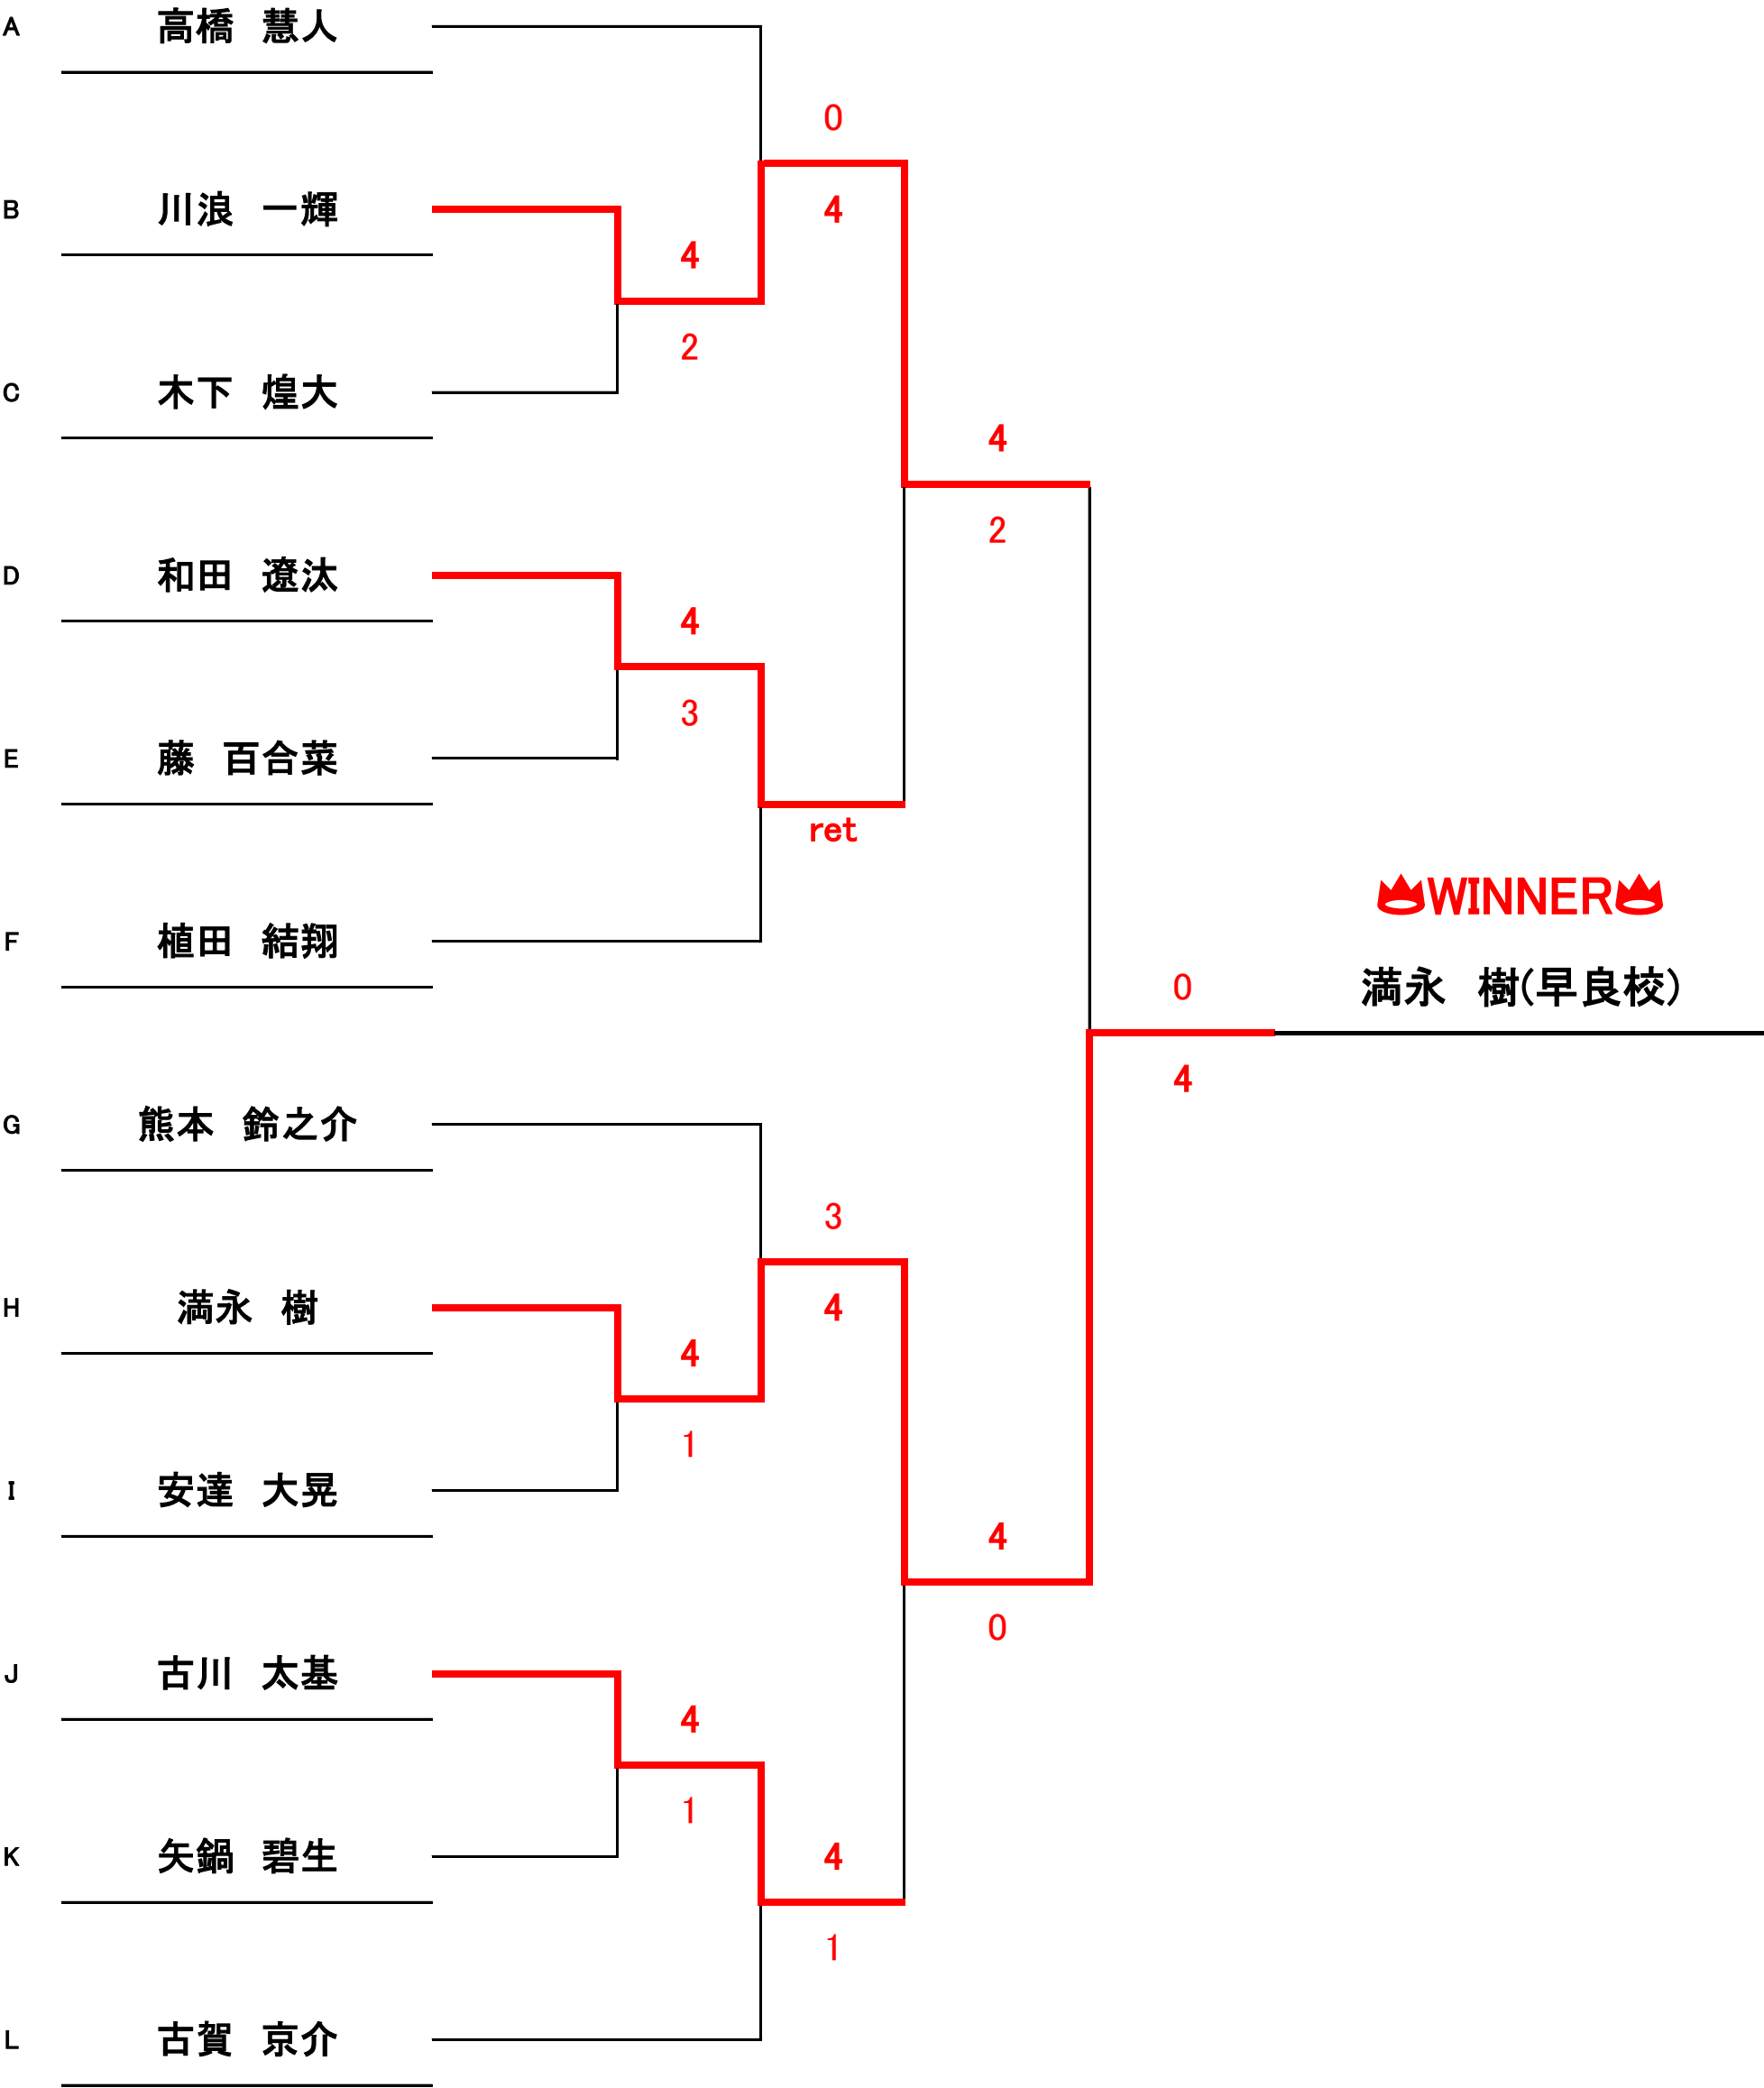 A 高橋 慧人
0
B 川浪 一輝
4
4
2
C 木下 煌大
4
2
D 和田 遼汰
4
3
E 藤 百合菜
ret
WINNER
F 植田 結翔
満永 樹(早良校)
0
4
G 熊本 鈴之介
3
H 満永 樹
4
4
1
I 安達 大晃
4
0
J 古川 太基
4
1
K 矢鍋 碧生
4
1
L 古賀 京介